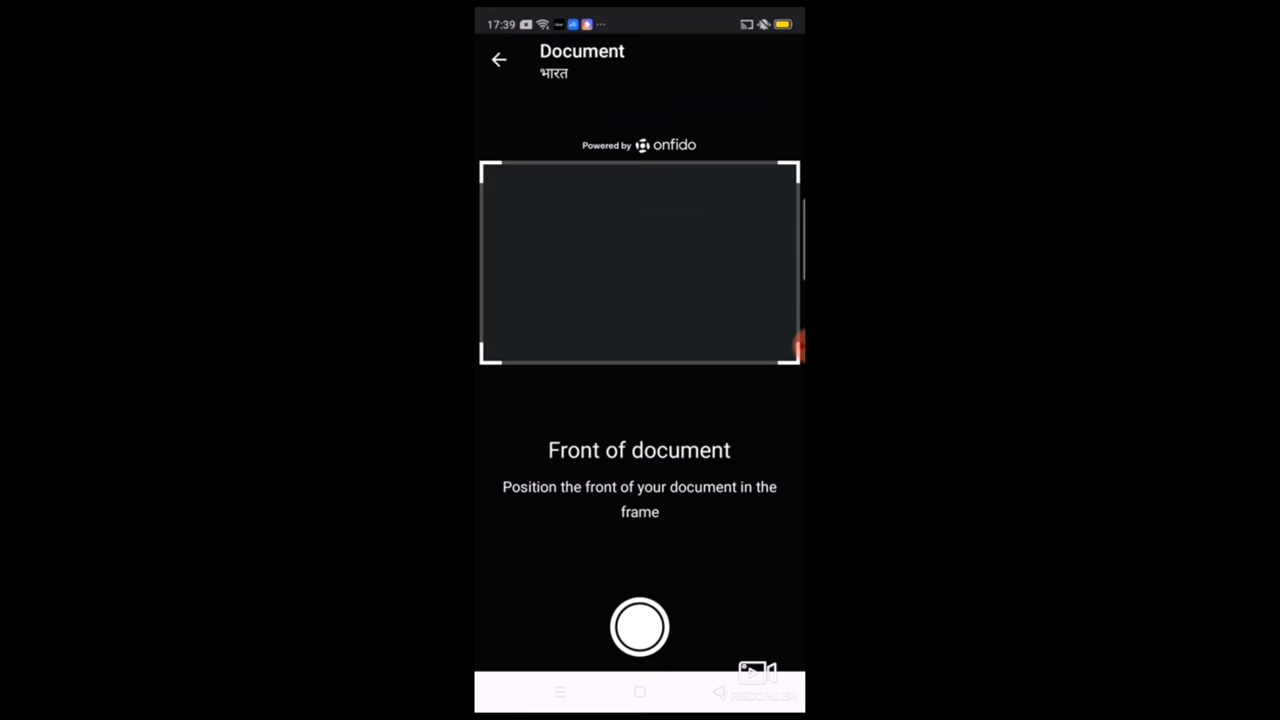 17:39
Document
भारत
Powered by onfido
Front of document
Position the front of your document in the
frame
RECORDER